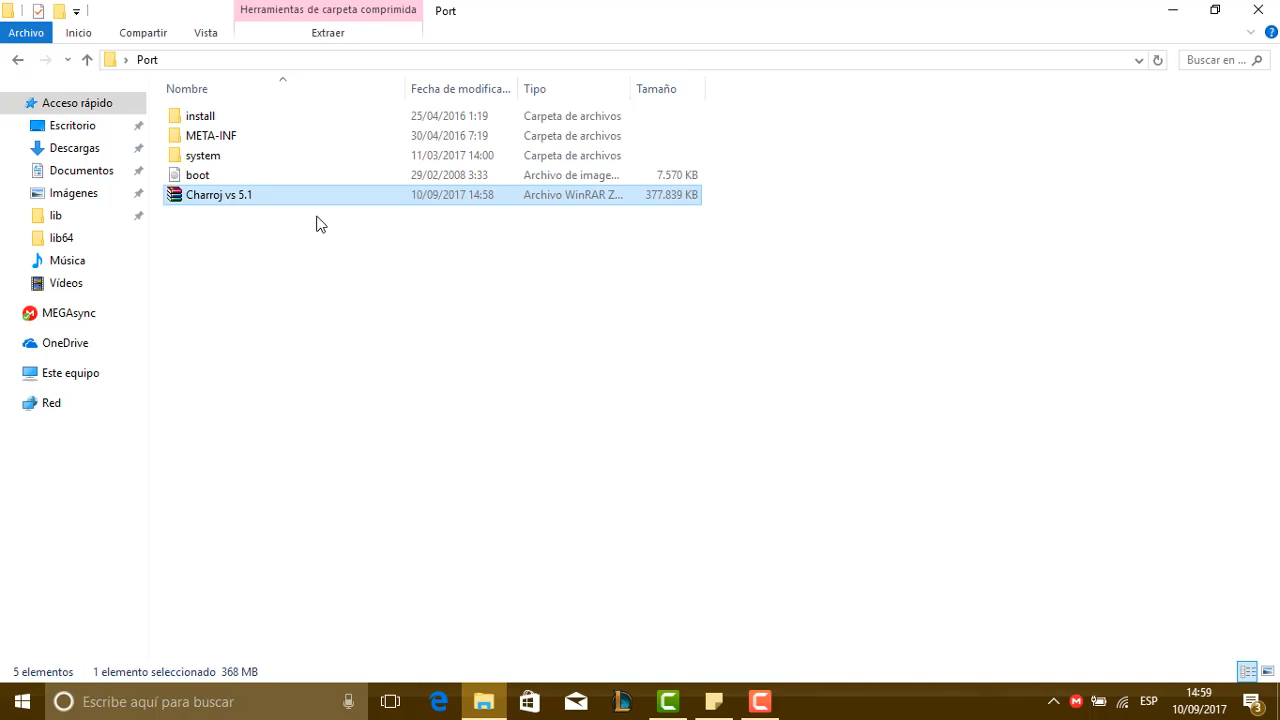 Herramientas de carpeta comprimida Port
Archivo Inicio Compartir Vista Extraer
Port Buscar en ...
Nombre Fecha de modifica... Tipo Tamaño
Acceso rápido
Escritorio
Descargas
Documentos
Imágenes
lib
lib64
Música
Vídeos
MEGAsync
OneDrive
Este equipo
Red
install 25/04/2016 1:19 Carpeta de archivos
META-INF 30/04/2016 7:19 Carpeta de archivos
system 11/03/2017 14:00 Carpeta de archivos
boot 29/02/2008 3:33 Archivo de image... 7.570 KB
Charroj vs 5.1 10/09/2017 14:58 Archivo WinRAR Z... 377.839 KB
5 elementos 1 elemento seleccionado 368 MB
Escribe aquí para buscar
ESP
14:59
10/09/2017
3